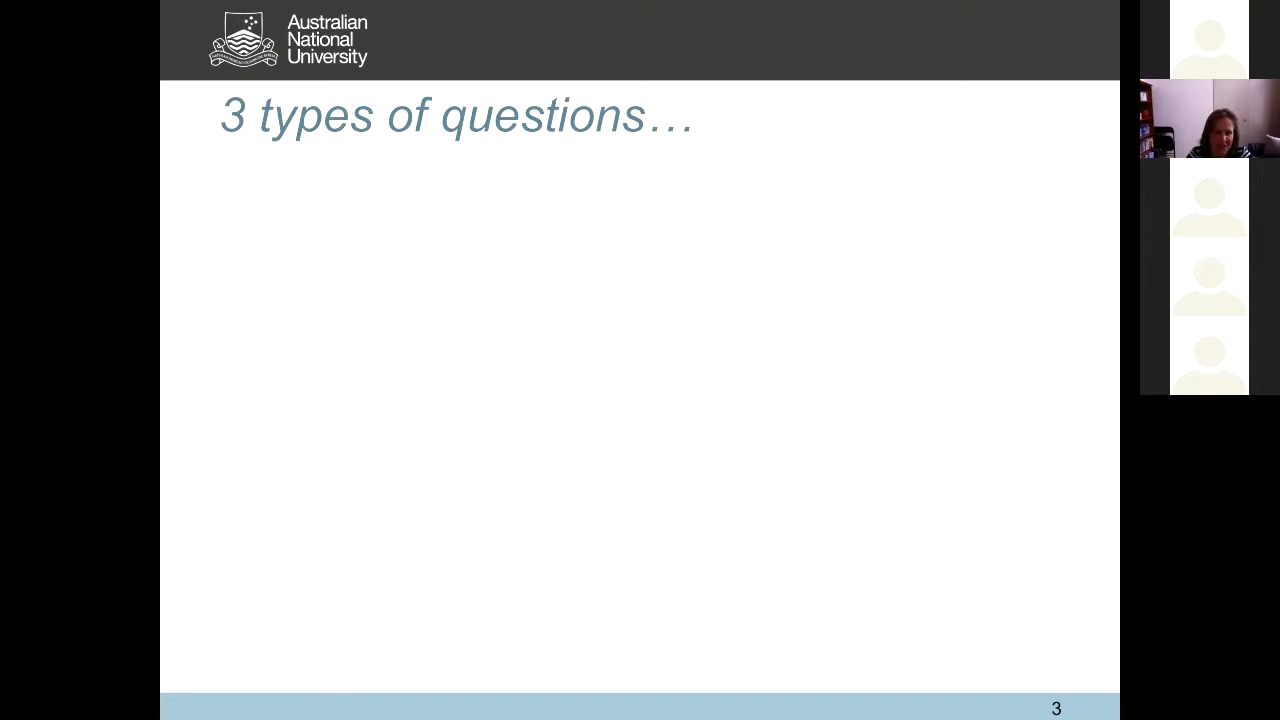 Australian
National
University
3 types of questions…
3